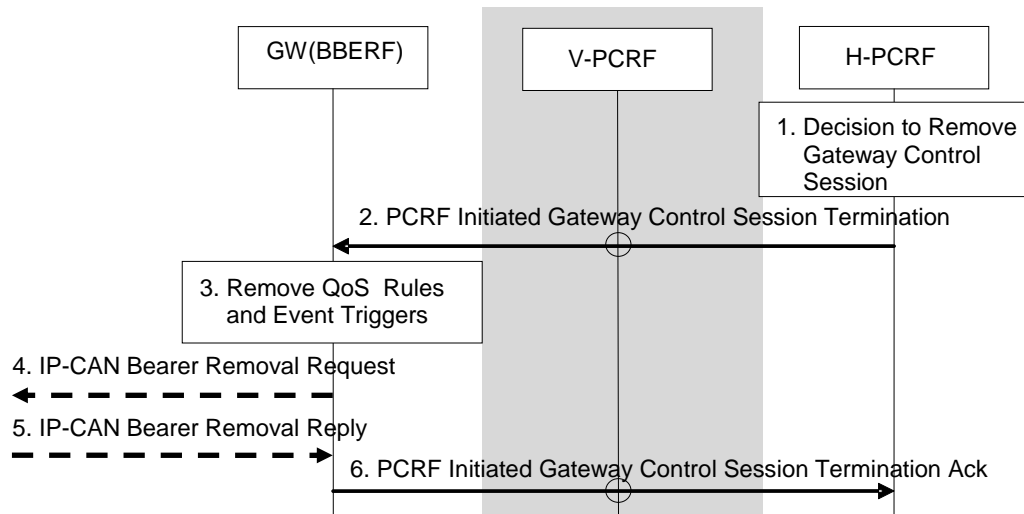 GW(BBERF)
V-PCRF
H-PCRF
1. Decision to Remove
Gateway Control
Session
2. PCRF Initiated Gateway Control Session Termination
3. Remove QoS Rules
and Event Triggers
4. IP-CAN Bearer Removal Request
5. IP-CAN Bearer Removal Reply
6. PCRF Initiated Gateway Control Session Termination Ack